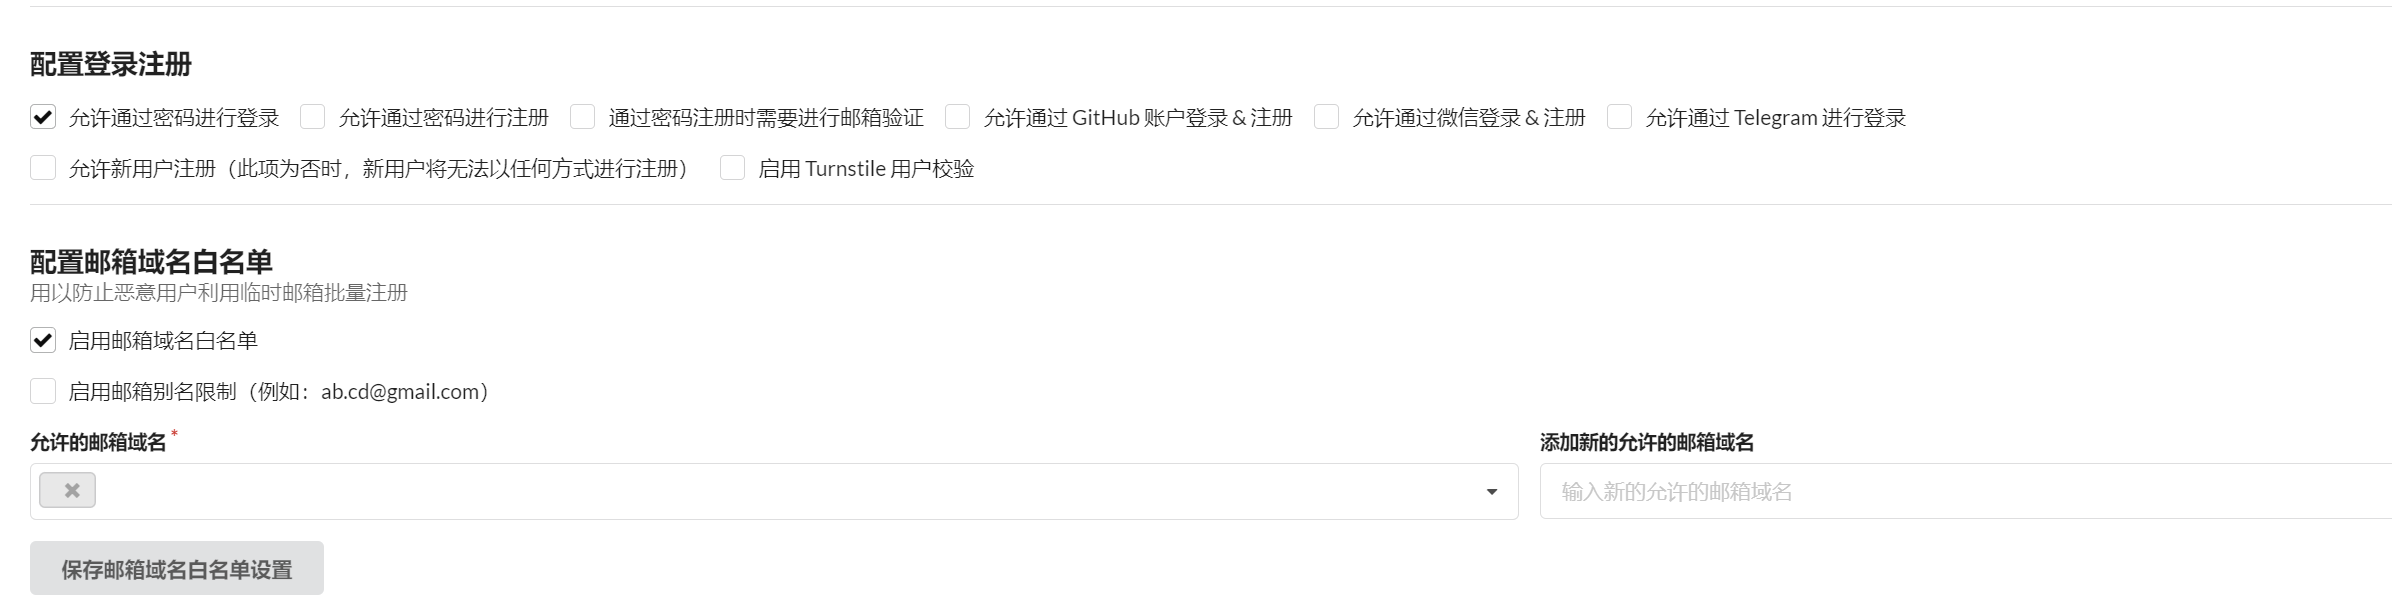 配置登录注册
允许通过密码进行登录 允许通过密码进行注册 通过密码注册时需要进行邮箱验证 允许通过 GitHub 账户登录 & 注册 允许通过微信登录 & 注册 允许通过 Telegram 进行登录
允许新用户注册（此项为否时，新用户将无法以任何方式进行注册） 启用 Turnstile 用户校验
配置邮箱域名白名单
用以防止恶意用户利用临时邮箱批量注册
启用邮箱域名白名单
启用邮箱别名限制（例如：ab.cd@gmail.com）
允许的邮箱域名 * 添加新的允许的邮箱域名
输入新的允许的邮箱域名
保存邮箱域名白名单设置